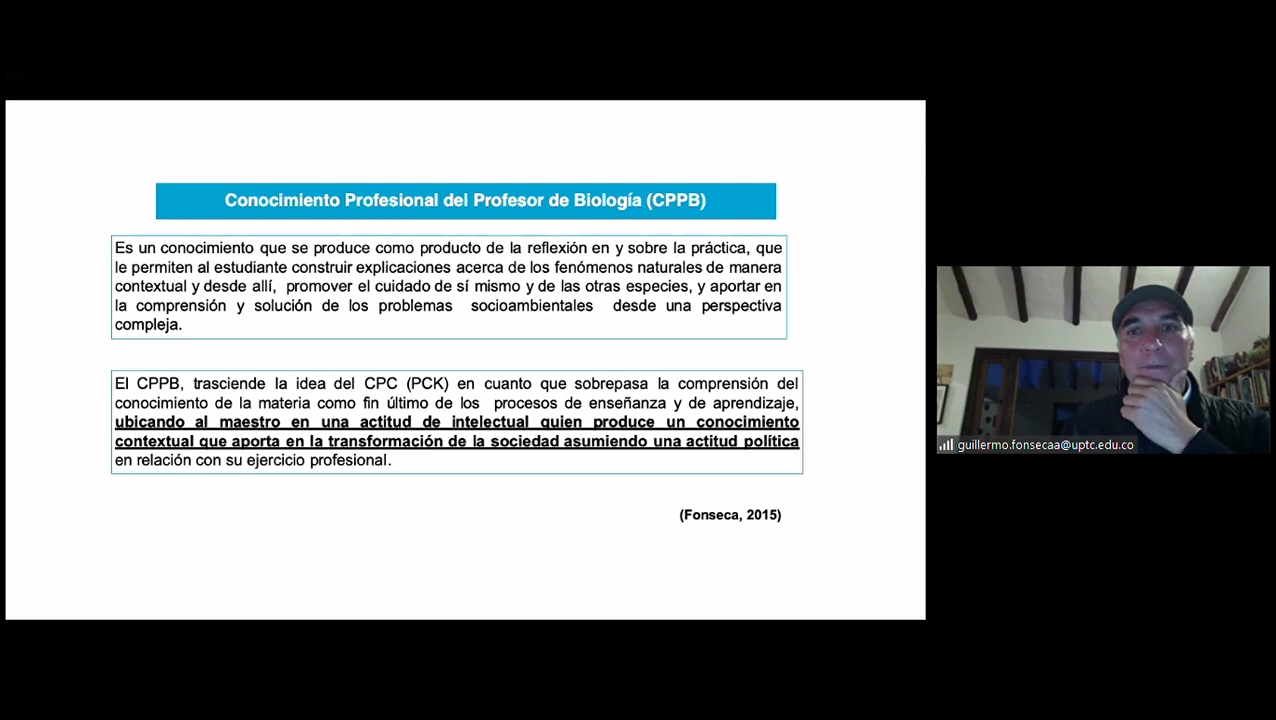 Conocimiento Profesional del Profesor de Biología (CPPB)
Es un conocimiento que se produce como producto de la reflexión en y sobre la práctica, que
le permiten al estudiante construir explicaciones acerca de los fenómenos naturales de manera
contextual y desde allí, promover el cuidado de sí mismo y de las otras especies, y aportar en
la comprensión y solución de los problemas socioambientales desde una perspectiva
compleja.
El CPPB, trasciende la idea del CPC (PCK) en cuanto que sobrepasa la comprensión del
conocimiento de la materia como fin último de los procesos de enseñanza y de aprendizaje,
ubicando al maestro en una actitud de intelectual quien produce un conocimiento
contextual que aporta en la transformación de la sociedad asumiendo una actitud política
en relación con su ejercicio profesional.
(Fonseca, 2015)
guillermo.fonsecaa@uptc.edu.co